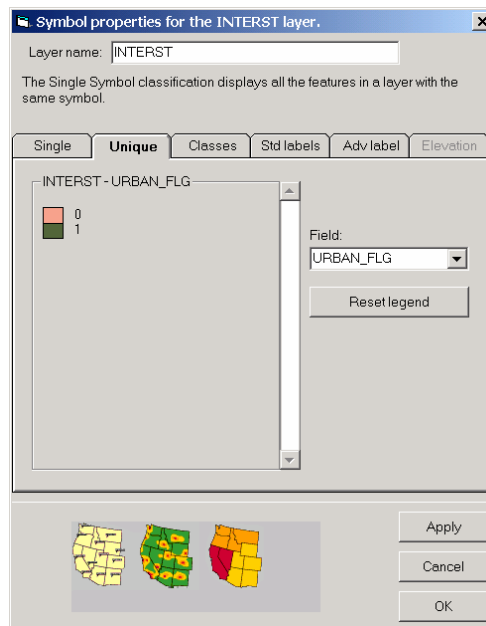 Symbol properties for the INTERST layer.
Layer name: INTERST
The Single Symbol classification displays all the features in a layer with the
same symbol.
Single Unique Classes Std labels Adv label Elevation
INTERST - URBAN_FLG
0
1
Field:
URBAN_FLG
Reset legend
Apply
Cancel
OK